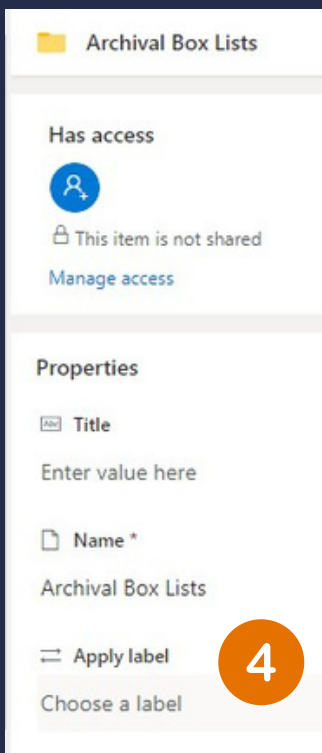 Archival Box Lists
Has access
This item is not shared
Manage access
Properties
Abc Title
Enter value here
Name *
Archival Box Lists
Apply label
4
Choose a label